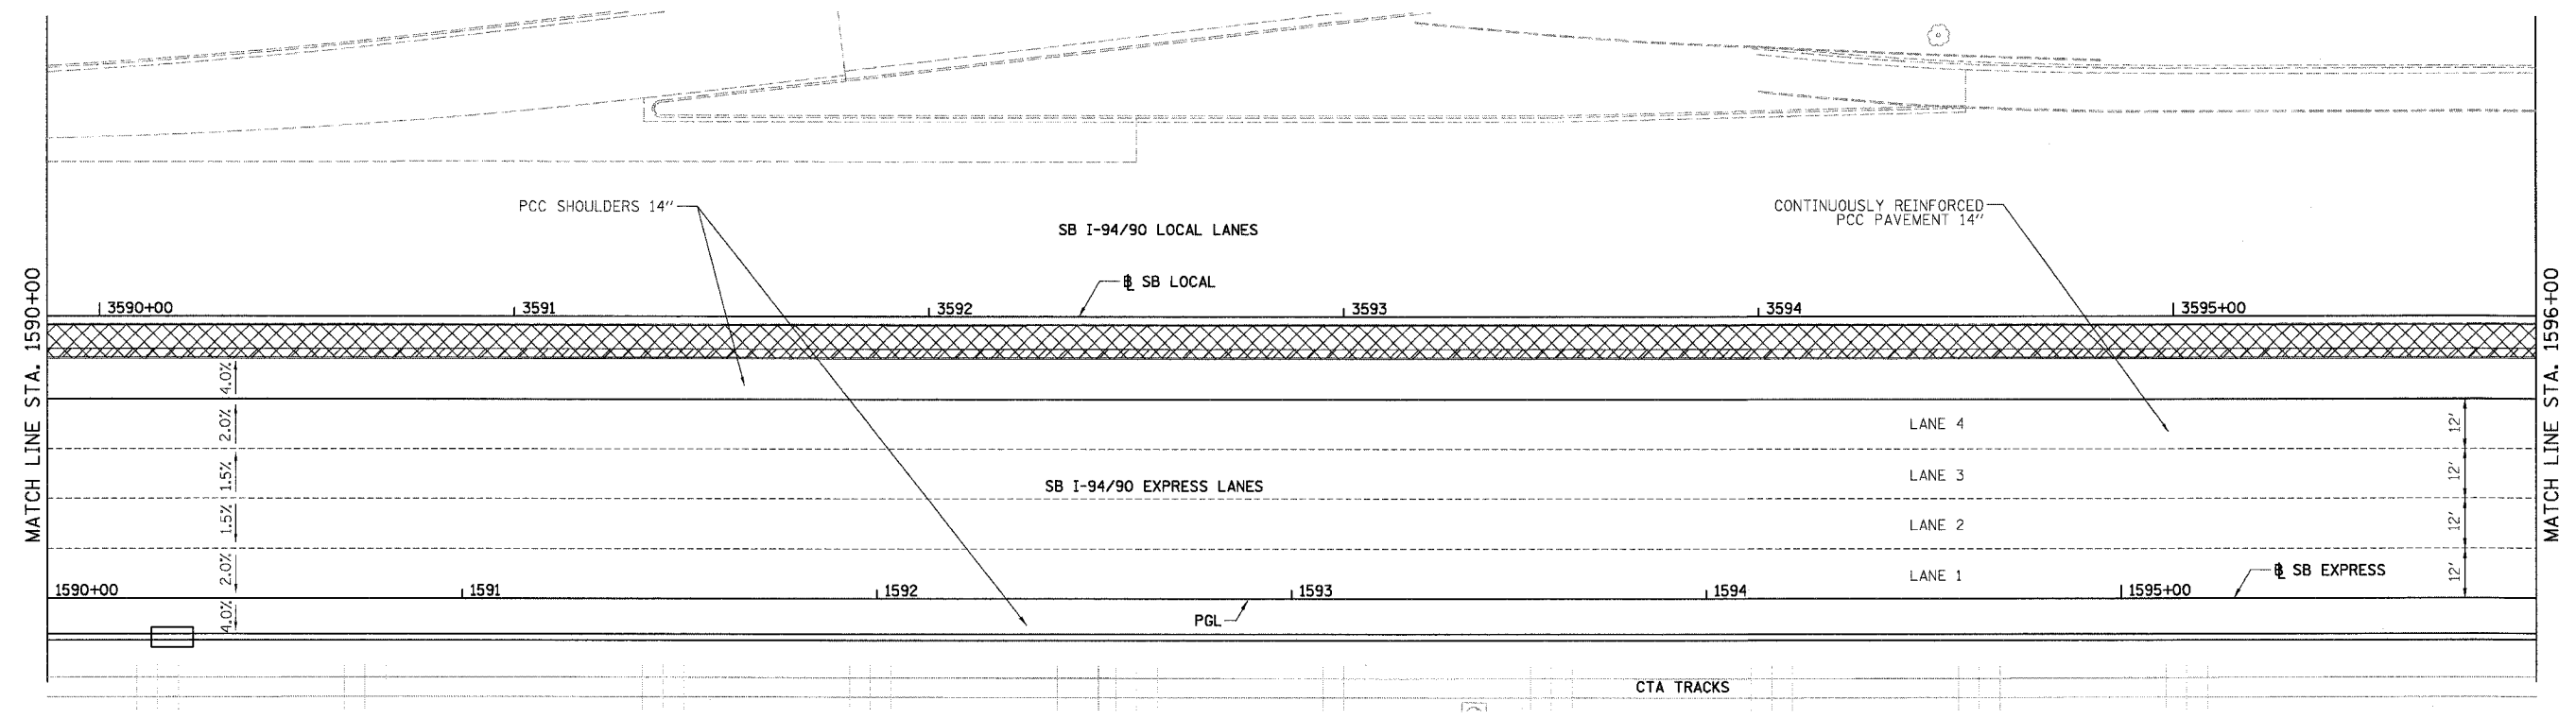 PCC SHOULDERS 14"
CONTINUOUSLY REINFORCED
PCC PAVEMENT 14"
SB I-94/90 LOCAL LANES
℄ SB LOCAL
3590+00
3591
3592
3593
3594
3595+00
MATCH LINE STA. 1590+00
MATCH LINE STA. 1596+00
4.0%
2.0%
1.5%
1.5%
2.0%
4.0%
LANE 4
12'
LANE 3
12'
SB I-94/90 EXPRESS LANES
LANE 2
12'
LANE 1
12'
℄ SB EXPRESS
1590+00
1591
1592
1593
1594
1595+00
PGL
CTA TRACKS